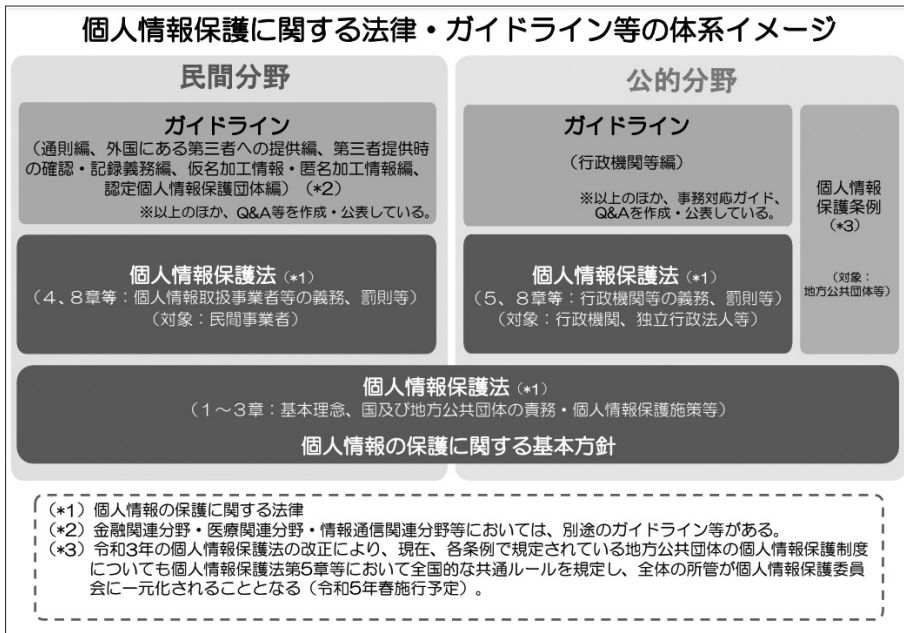 個人情報保護に関する法律・ガイドライン等の体系イメージ
民間分野
ガイドライン
（通則編、外国にある第三者への提供編、第三者提供時
の確認・記録義務編、仮名加工情報・匿名加工情報編、
認定個人情報保護団体編）（*2）
※以上のほか、Q&A等を作成・公表している。
個人情報保護法（*1）
（４、８章等：個人情報取扱事業者等の義務、罰則等）
（対象：民間事業者）
公的分野
ガイドライン
（行政機関等編）
※以上のほか、事務対応ガイド、
Q&Aを作成・公表している。
個人情報保護法（*1）
（５、８章等：行政機関等の義務、罰則等）
（対象：行政機関、独立行政法人等）
個人情報
保護条例
（*3）
（対象：
地方公共団体等）
個人情報保護法（*1）
（１～３章：基本理念、国及び地方公共団体の責務・個人情報保護施策等）
個人情報の保護に関する基本方針
（*1）個人情報の保護に関する法律
（*2）金融関連分野・医療関連分野・情報通信関連分野等においては、別途のガイドライン等がある。
（*3）令和3年の個人情報保護法の改正により、現在、各条例で規定されている地方公共団体の個人情報保護制度
についても個人情報保護法第5章等において全国的な共通ルールを規定し、全体の所管が個人情報保護委員
会に一元化されることとなる（令和5年春施行予定）。